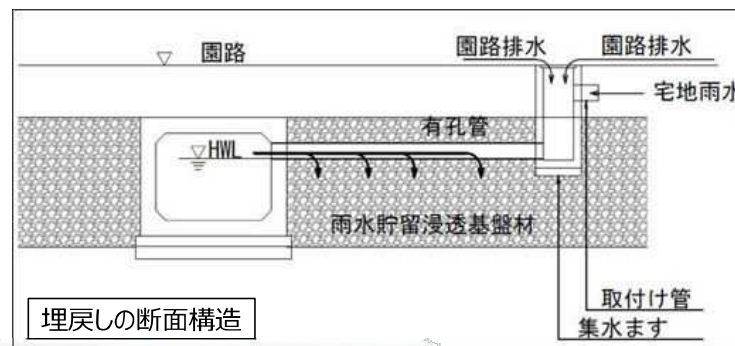 園路排水 園路排水
園路
宅地雨水
有孔管
HWL
雨水貯留浸透基盤材
取付け管
埋戻しの断面構造
集水ます